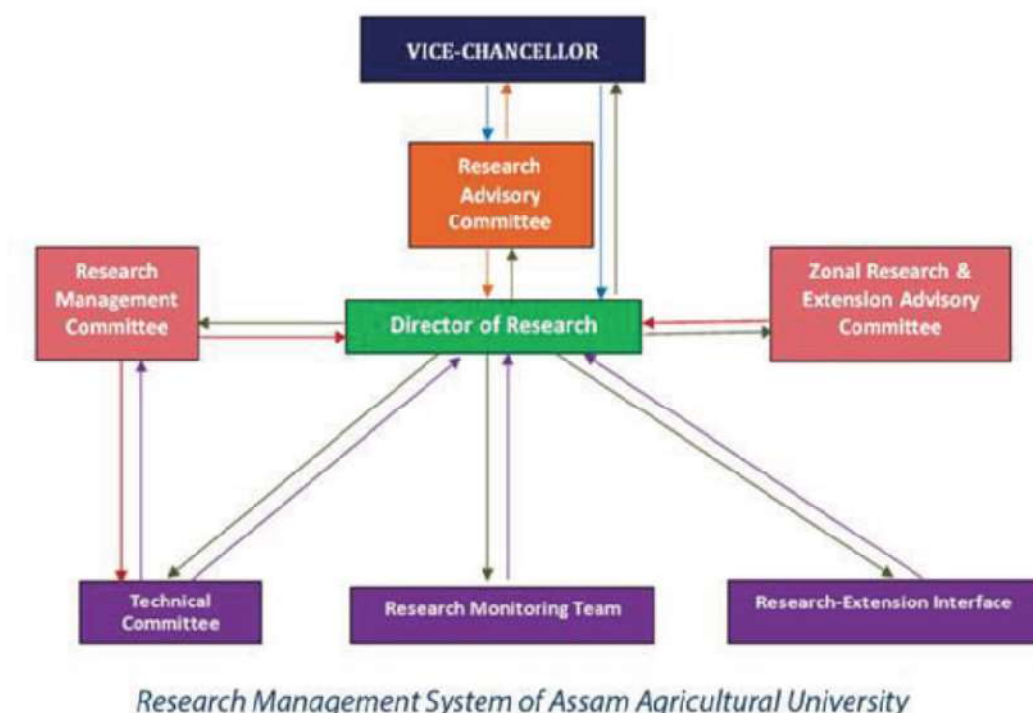 VICE-CHANCELLOR
Research
Advisory
Committee
Research
Management
Committee
Director of Research
Zonal Research &
Extension Advisory
Committee
Technical
Committee
Research Monitoring Team
Research-Extension Interface
Research Management System of Assam Agricultural University